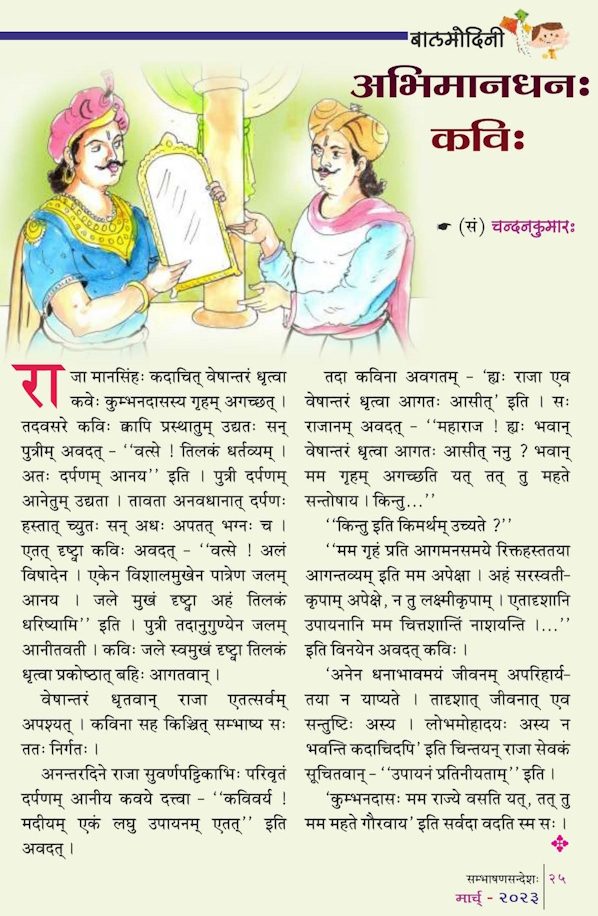 बालमोदिनी
अभिमानधनः
कविः
☛ (सं) चन्दनकुमारः
राजा मानसिंहः कदाचित् वेषान्तरं धृत्वा
कवेः कुम्भनदासस्य गृहम् अगच्छत् ।
तदवसरे कविः क्वापि प्रस्थातुम् उद्यतः सन्
पुत्रीम् अवदत् - ‘‘वत्से ! तिलकं धर्तव्यम् ।
अतः दर्पणम् आनय’’ इति । पुत्री दर्पणम्
आनेतुम् उद्यता । तावता अनवधानात् दर्पणः
हस्तात् च्युतः सन् अधः अपतत् भग्नः च ।
एतत् दृष्ट्वा कविः अवदत् - ‘‘वत्से ! अलं
विषादेन । एकेन विशालमुखेन पात्रेण जलम्
आनय । जले मुखं दृष्ट्वा अहं तिलकं
धरिष्यामि’’ इति । पुत्री तदानुगुण्येन जलम्
आनीतवती । कविः जले स्वमुखं दृष्ट्वा तिलकं
धृत्वा प्रकोष्ठात् बहिः आगतवान् ।
वेषान्तरं धृतवान् राजा एतत्सर्वम्
अपश्यत् । कविना सह किञ्चित् सम्भाष्य सः
ततः निर्गतः ।
अनन्तरदिने राजा सुवर्णपट्टिकाभिः परिवृतं
दर्पणम् आनीय कवये दत्त्वा - ‘‘कविवर्य !
मदीयम् एकं लघु उपायनम् एतत्’’ इति
अवदत् ।
तदा कविना अवगतम् - ‘ह्यः राजा एव
वेषान्तरं धृत्वा आगतः आसीत्’ इति । सः
राजानम् अवदत् - ‘‘महाराज ! ह्यः भवान्
वेषान्तरं धृत्वा आगतः आसीत् ननु ? भवान्
मम गृहम् अगच्छति यत् तत् तु महते
सन्तोषाय । किन्तु...’’
‘‘किन्तु इति किमर्थम् उच्यते ?’’
‘‘मम गृहं प्रति आगमनसमये रिक्तहस्ततया
आगन्तव्यम् इति मम अपेक्षा । अहं सरस्वती-
कृपाम् अपेक्षे, न तु लक्ष्मीकृपाम् । एतादृशानि
उपायनानि मम चित्तशान्तिं नाशयन्ति ।...’’
इति विनयेन अवदत् कविः ।
‘अनेन धनाभावमयं जीवनम् अपरिहार्य-
तया न याप्यते । तादृशात् जीवनात् एव
सन्तुष्टिः अस्य । लोभमोहादयः अस्य न
भवन्ति कदाचिदपि’ इति चिन्तयन् राजा सेवकं
सूचितवान् - ‘‘उपायनं प्रतिनीयताम्’’ इति ।
‘कुम्भनदासः मम राज्ये वसति यत्, तत् तु
मम महते गौरवाय’ इति सर्वदा वदति स्म सः ।
सम्भाषणसन्देशः २५
मार्च् - २०२३